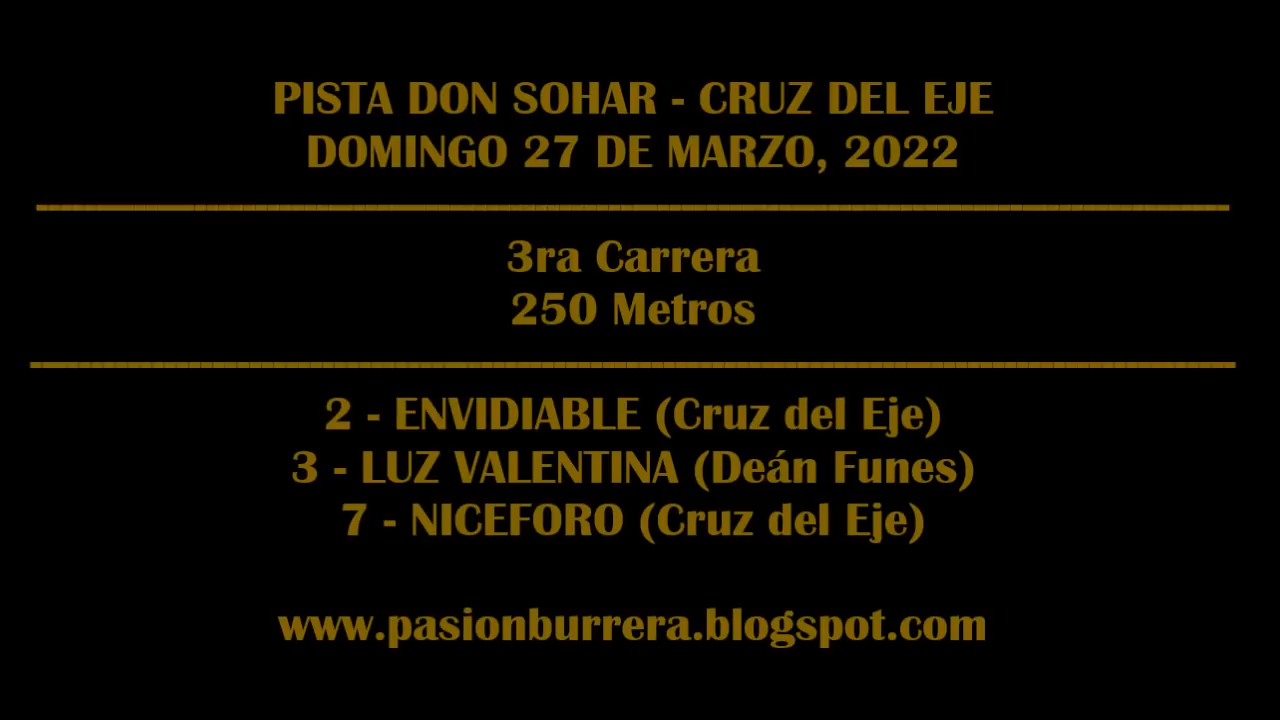 PISTA DON SOHAR - CRUZ DEL EJE
DOMINGO 27 DE MARZO, 2022
3ra Carrera
250 Metros
2 - ENVIDIABLE (Cruz del Eje)
3 - LUZ VALENTINA (Deán Funes)
7 - NICEFORO (Cruz del Eje)
www.pasionburrera.blogspot.com